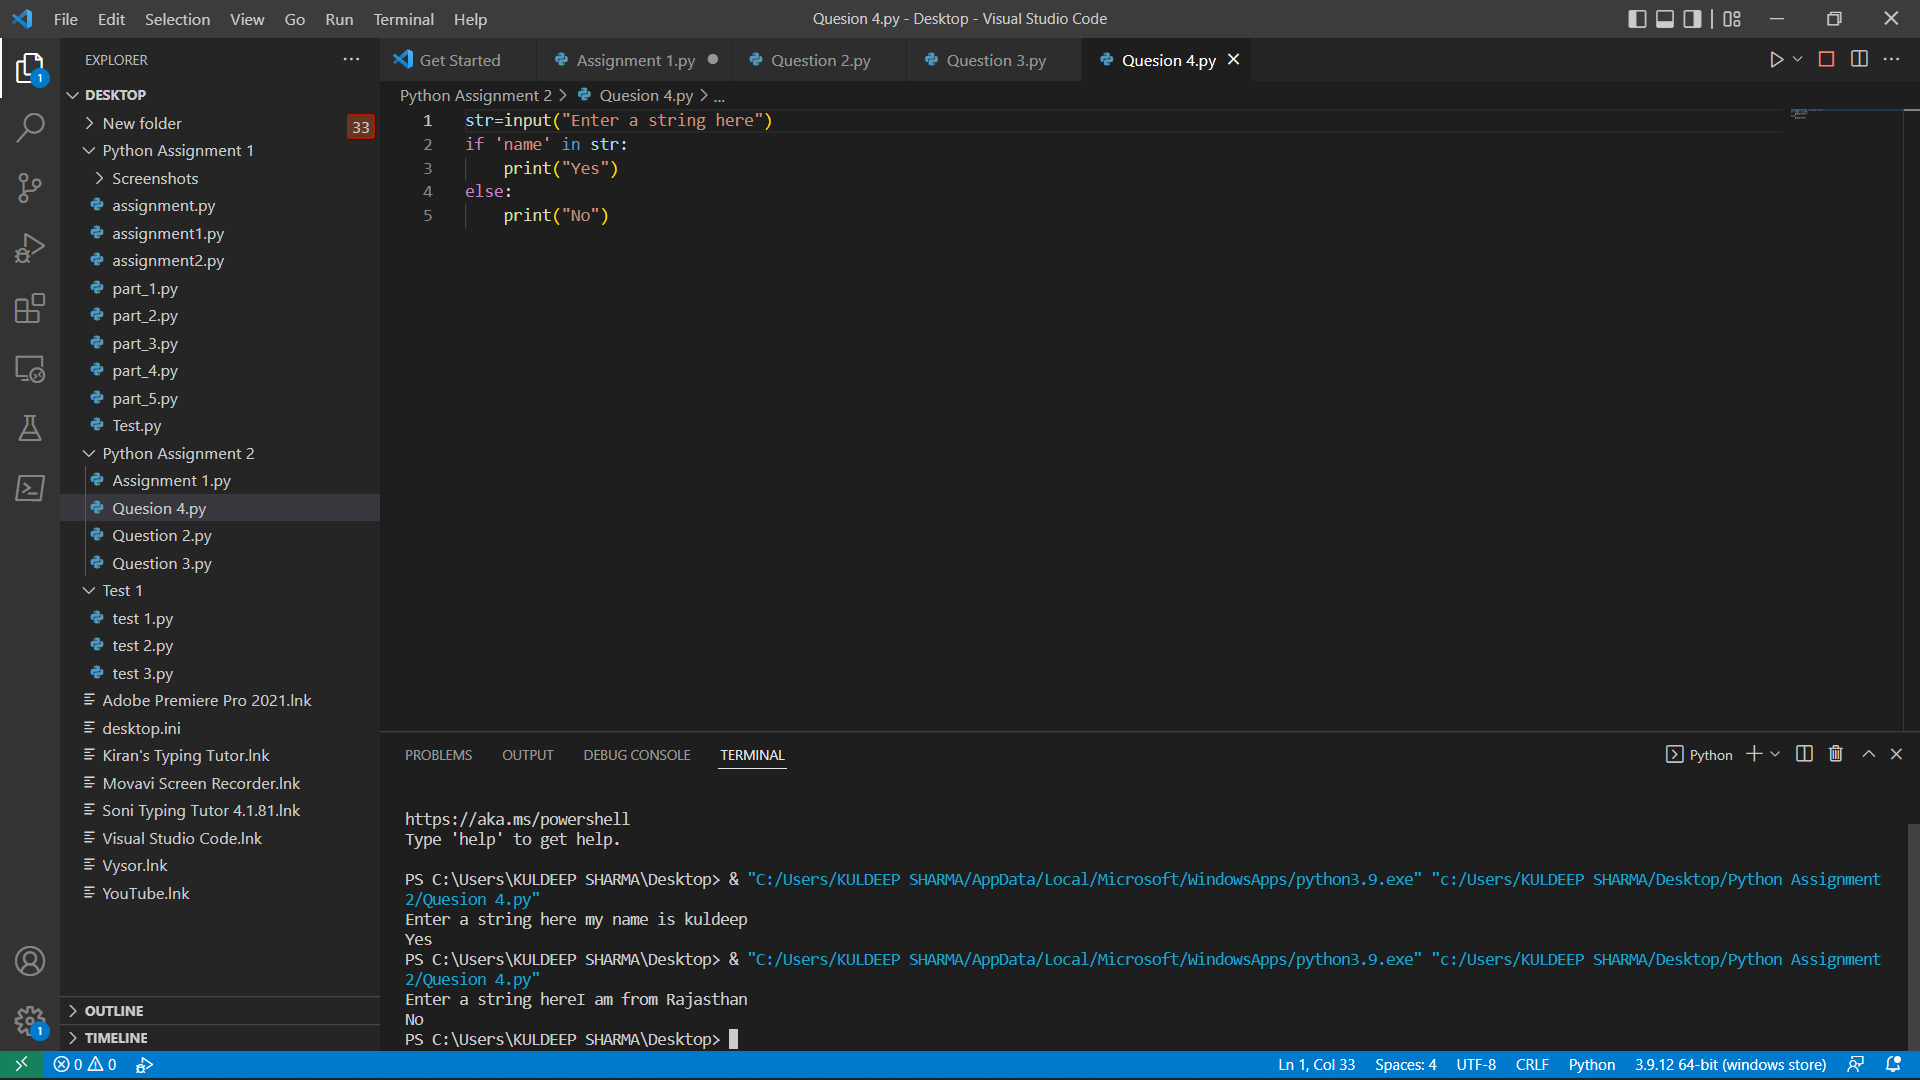 File Edit Selection View Go Run Terminal Help
Quesion 4.py - Desktop - Visual Studio Code
EXPLORER
Get Started
Assignment 1.py
Question 2.py
Question 3.py
Quesion 4.py
Python Assignment 2 > Quesion 4.py > ...
1
DESKTOP
New folder
33
Python Assignment 1
Screenshots
assignment.py
assignment1.py
assignment2.py
part_1.py
part_2.py
part_3.py
part_4.py
part_5.py
Test.py
Python Assignment 2
Assignment 1.py
Quesion 4.py
Question 2.py
Question 3.py
Test 1
test 1.py
test 2.py
test 3.py
Adobe Premiere Pro 2021.lnk
desktop.ini
Kiran's Typing Tutor.lnk
Movavi Screen Recorder.lnk
Soni Typing Tutor 4.1.81.lnk
Visual Studio Code.lnk
Vysor.lnk
YouTube.lnk
OUTLINE
1
TIMELINE
1 str=input("Enter a string here")
2 if 'name' in str:
3 print("Yes")
4 else:
5 print("No")
PROBLEMS OUTPUT DEBUG CONSOLE TERMINAL
Python
https://aka.ms/powershell
Type 'help' to get help.
PS C:\Users\KULDEEP SHARMA\Desktop> & "C:/Users/KULDEEP SHARMA/AppData/Local/Microsoft/WindowsApps/python3.9.exe" "c:/Users/KULDEEP SHARMA/Desktop/Python Assignment
2/Quesion 4.py"
Enter a string here my name is kuldeep
Yes
PS C:\Users\KULDEEP SHARMA\Desktop> & "C:/Users/KULDEEP SHARMA/AppData/Local/Microsoft/WindowsApps/python3.9.exe" "c:/Users/KULDEEP SHARMA/Desktop/Python Assignment
2/Quesion 4.py"
Enter a string hereI am from Rajasthan
No
PS C:\Users\KULDEEP SHARMA\Desktop>
0 0
Ln 1, Col 33 Spaces: 4 UTF-8 CRLF Python 3.9.12 64-bit (windows store)